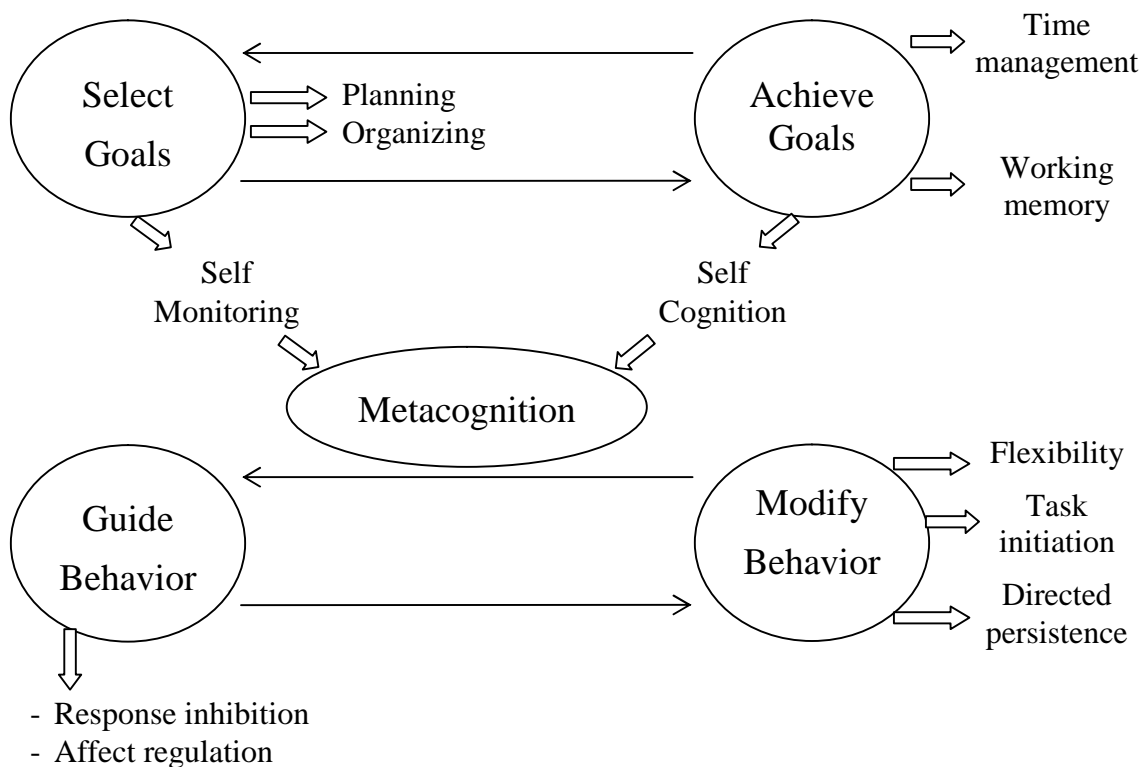 Select
Goals
Planning
Organizing
Achieve
Goals
Time
management
Working
memory
Self
Monitoring
Self
Cognition
Metacognition
Guide
Behavior
Modify
Behavior
Flexibility
Task
initiation
Directed
persistence
- Response inhibition
- Affect regulation